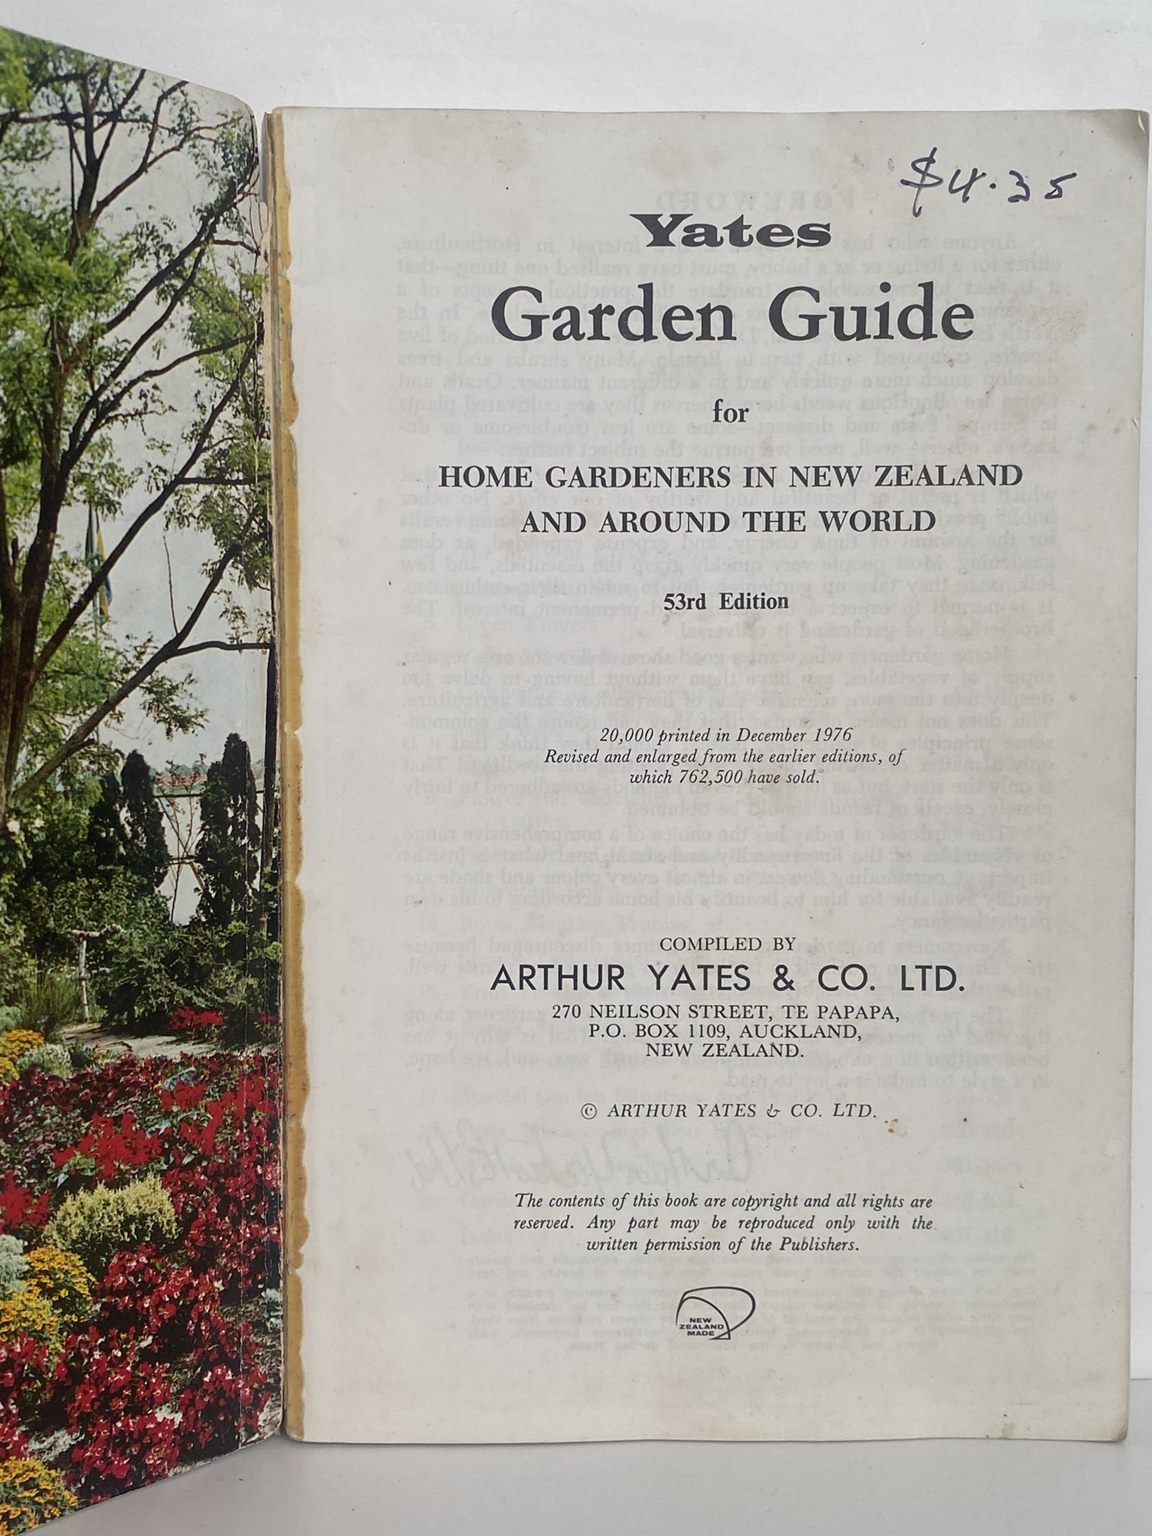 $4.35
Yates
Garden Guide
for
HOME GARDENERS IN NEW ZEALAND
AND AROUND THE WORLD
53rd Edition
20,000 printed in December 1976
Revised and enlarged from the earlier editions, of
which 762,500 have sold.
COMPILED BY
ARTHUR YATES & CO. LTD.
270 NEILSON STREET, TE PAPAPA,
P.O. BOX 1109, AUCKLAND,
NEW ZEALAND.
© ARTHUR YATES & CO. LTD.
The contents of this book are copyright and all rights are
reserved. Any part may be reproduced only with the
written permission of the Publishers.
NEW
ZEALAND
MADE